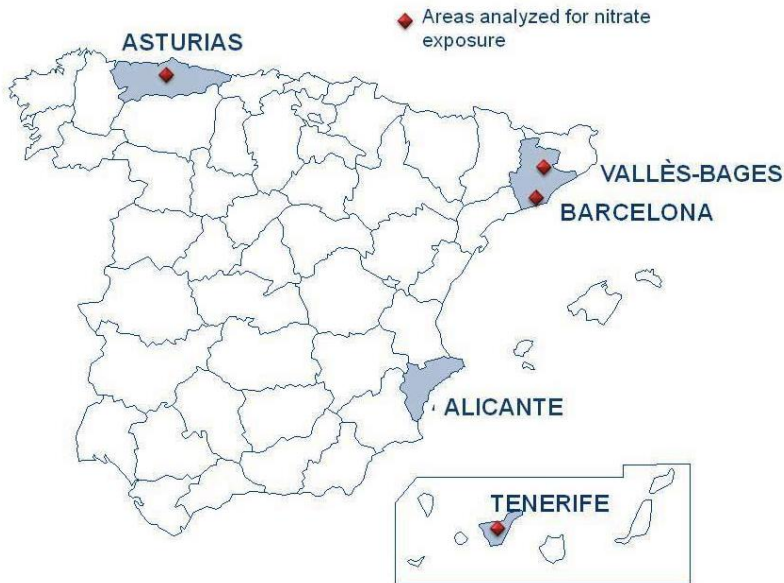 Areas analyzed for nitrate
exposure
ASTURIAS
VALLÈS-BAGES
BARCELONA
ALICANTE
TENERIFE